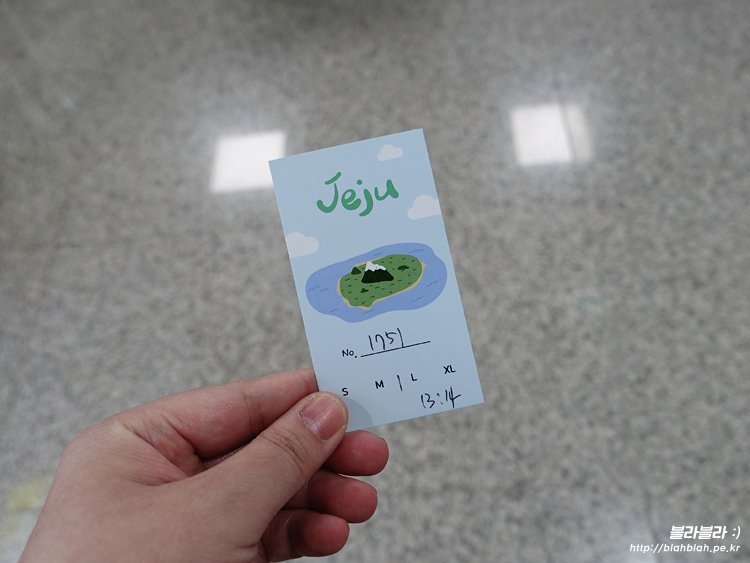 Jeju
No. 1751
S M | L XL
13:14
블라블라 :)
http://blahblah.pe.kr